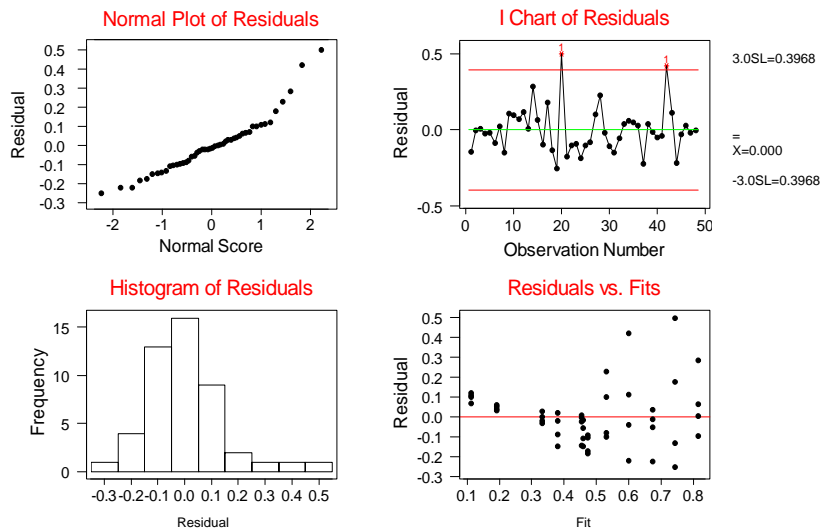 Normal Plot of Residuals
Residual
0.5
0.4
0.3
0.2
0.1
0.0
-0.1
-0.2
-0.3
-2 -1 0 1 2
Normal Score
I Chart of Residuals
Residual
0.5
0.0
-0.5
1
1
3.0SL=0.3968
=
X=0.000
-3.0SL=0.3968
0 10 20 30 40 50
Observation Number
Histogram of Residuals
Frequency
15
10
5
0
-0.3 -0.2 -0.1 0.0 0.1 0.2 0.3 0.4 0.5
Residual
Residuals vs. Fits
Residual
0.5
0.4
0.3
0.2
0.1
0.0
-0.1
-0.2
-0.3
0.1 0.2 0.3 0.4 0.5 0.6 0.7 0.8
Fit